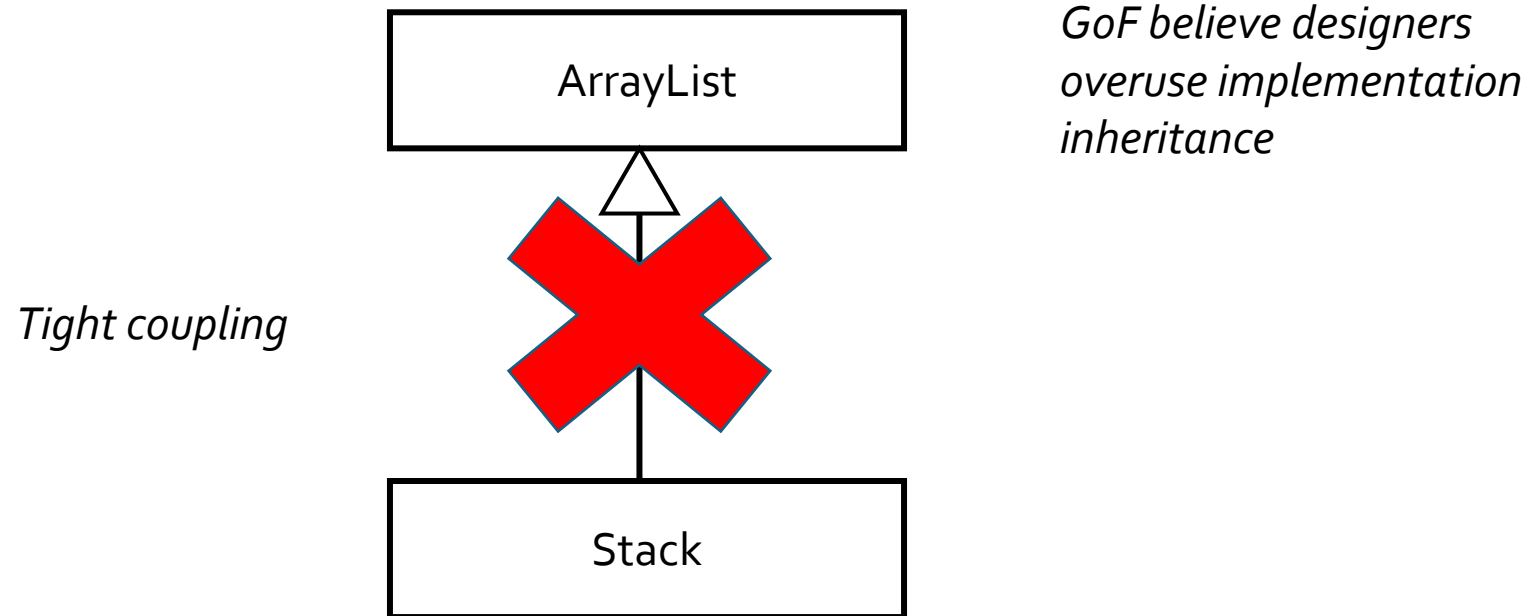 ArrayList
GoF believe designers
overuse implementation
inheritance
Tight coupling
Stack